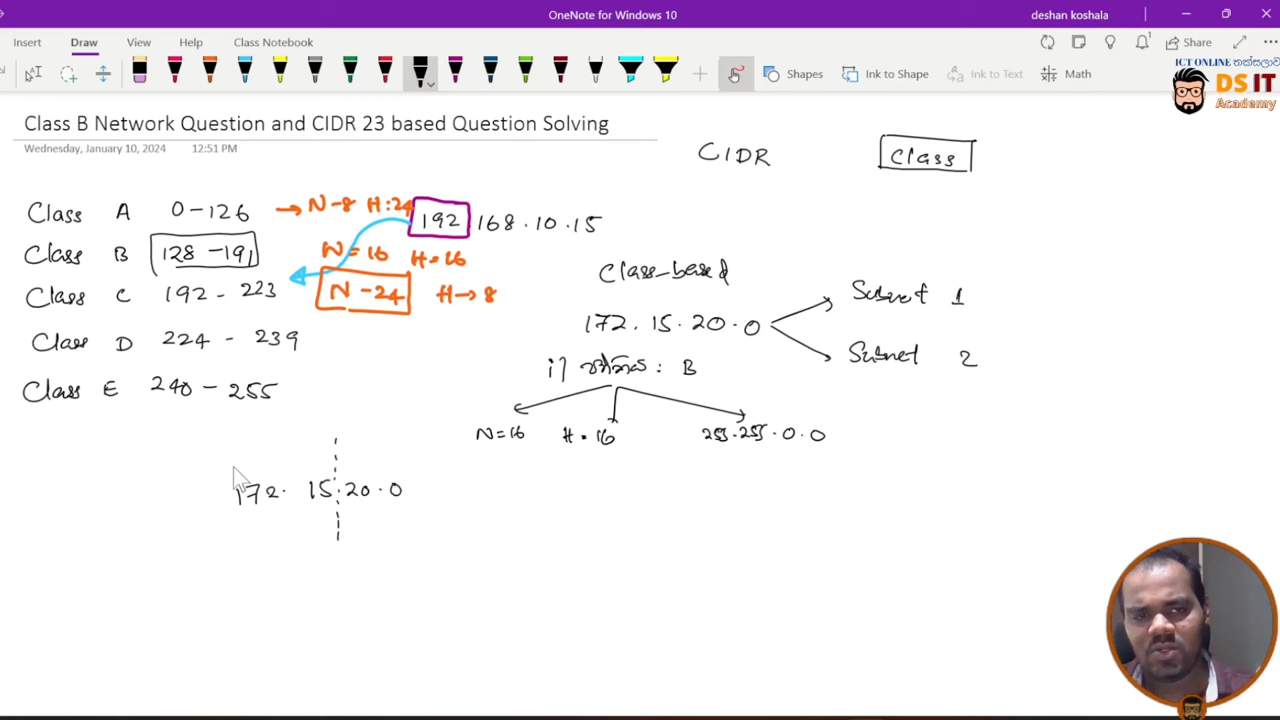 OneNote for Windows 10
deshan koshala
Insert Draw View Help Class Notebook
Share
Shapes Ink to Shape Ink to Text Math
ICT ONLINE තක්සලාව
DS IT
Academy
Class B Network Question and CIDR 23 based Question Solving
Wednesday, January 10, 2024 12:51 PM
CIDR Class
Class A 0-126 → N-8 H:24
192 168.10.15
Class B 128-191 N=16 H=16
Class C 192-223 N-24 H→8
Class D 224-239
Class E 240-255
Class-based
172.15.20.0
Subnet 1
Subnet 2
i) : B
N=16 H=16 255.255.0.0
172. 15.20.0